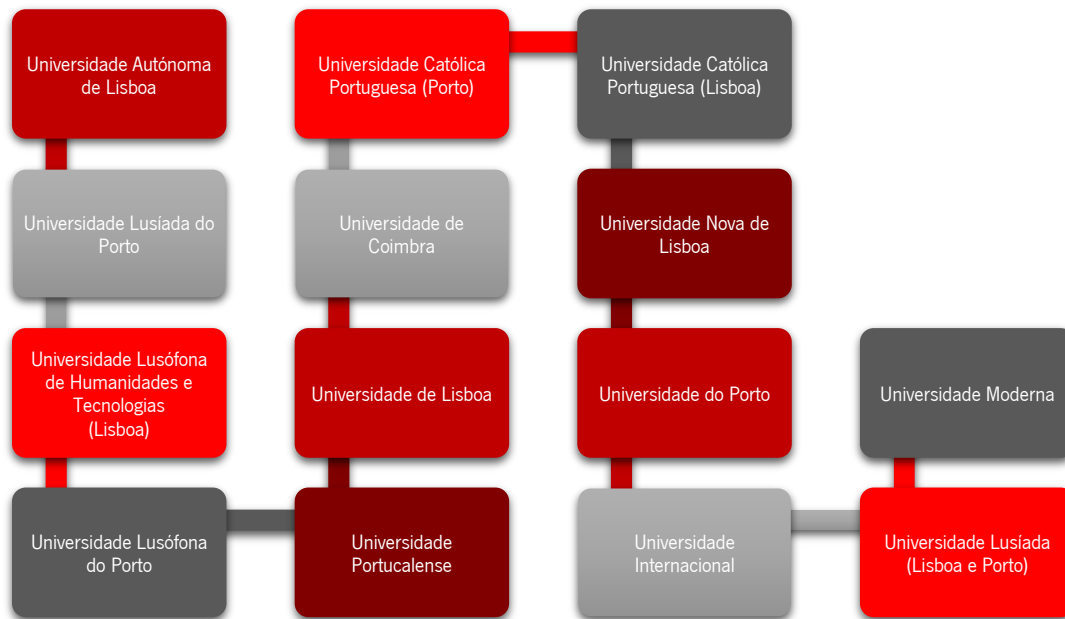 Universidade Autónoma
de Lisboa
Universidade Lusíada do
Porto
Universidade Lusófona
de Humanidades e
Tecnologias
(Lisboa)
Universidade Lusófona
do Porto
Universidade
Portucalense
Universidade de Lisboa
Universidade de
Coimbra
Universidade Católica
Portuguesa (Porto)
Universidade Católica
Portuguesa (Lisboa)
Universidade Nova de
Lisboa
Universidade do Porto
Universidade
Internacional
Universidade Lusíada
(Lisboa e Porto)
Universidade Moderna